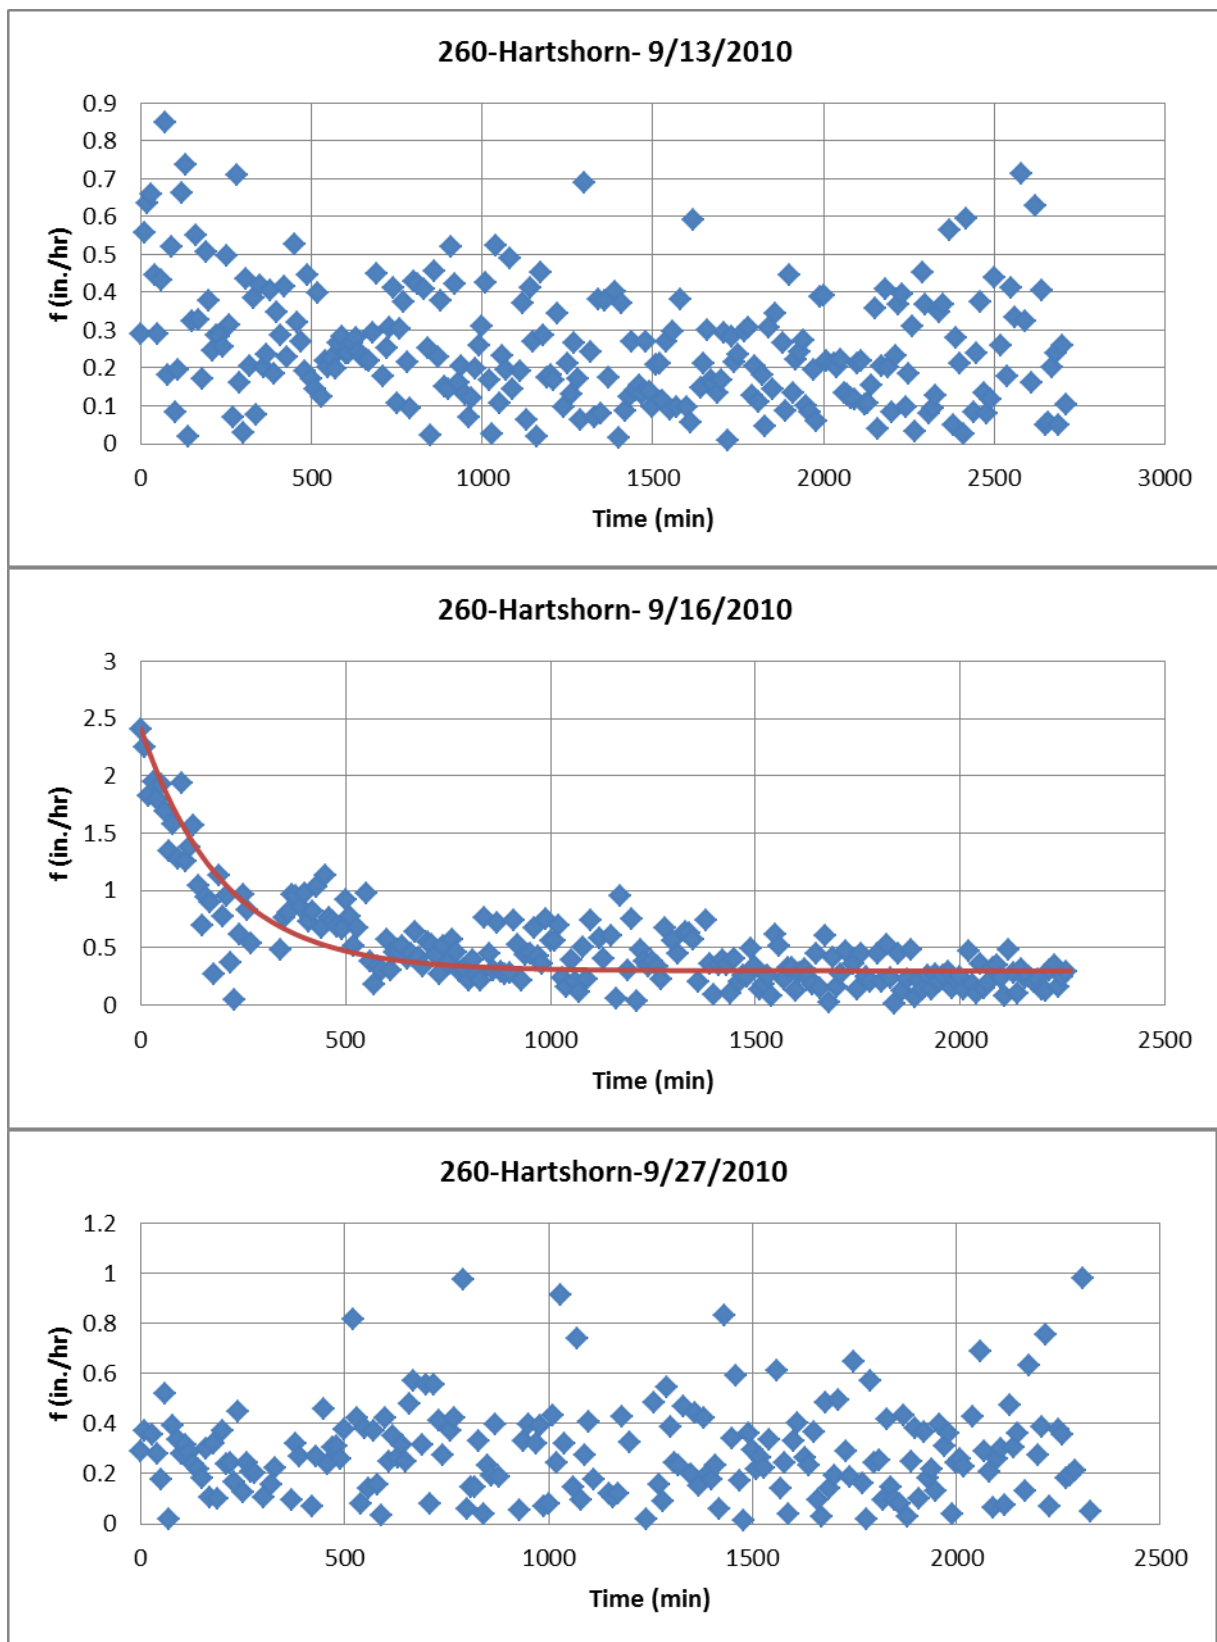 260-Hartshorn- 9/13/2010
0.9
0.8
0.7
0.6
0.5
0.4
0.3
0.2
0.1
0
f (in./hr)
0 500 1000 1500 2000 2500 3000
Time (min)
260-Hartshorn- 9/16/2010
3
2.5
2
1.5
1
0.5
0
f (in./hr)
0 500 1000 1500 2000 2500
Time (min)
260-Hartshorn-9/27/2010
1.2
1
0.8
0.6
0.4
0.2
0
f (in./hr)
0 500 1000 1500 2000 2500
Time (min)